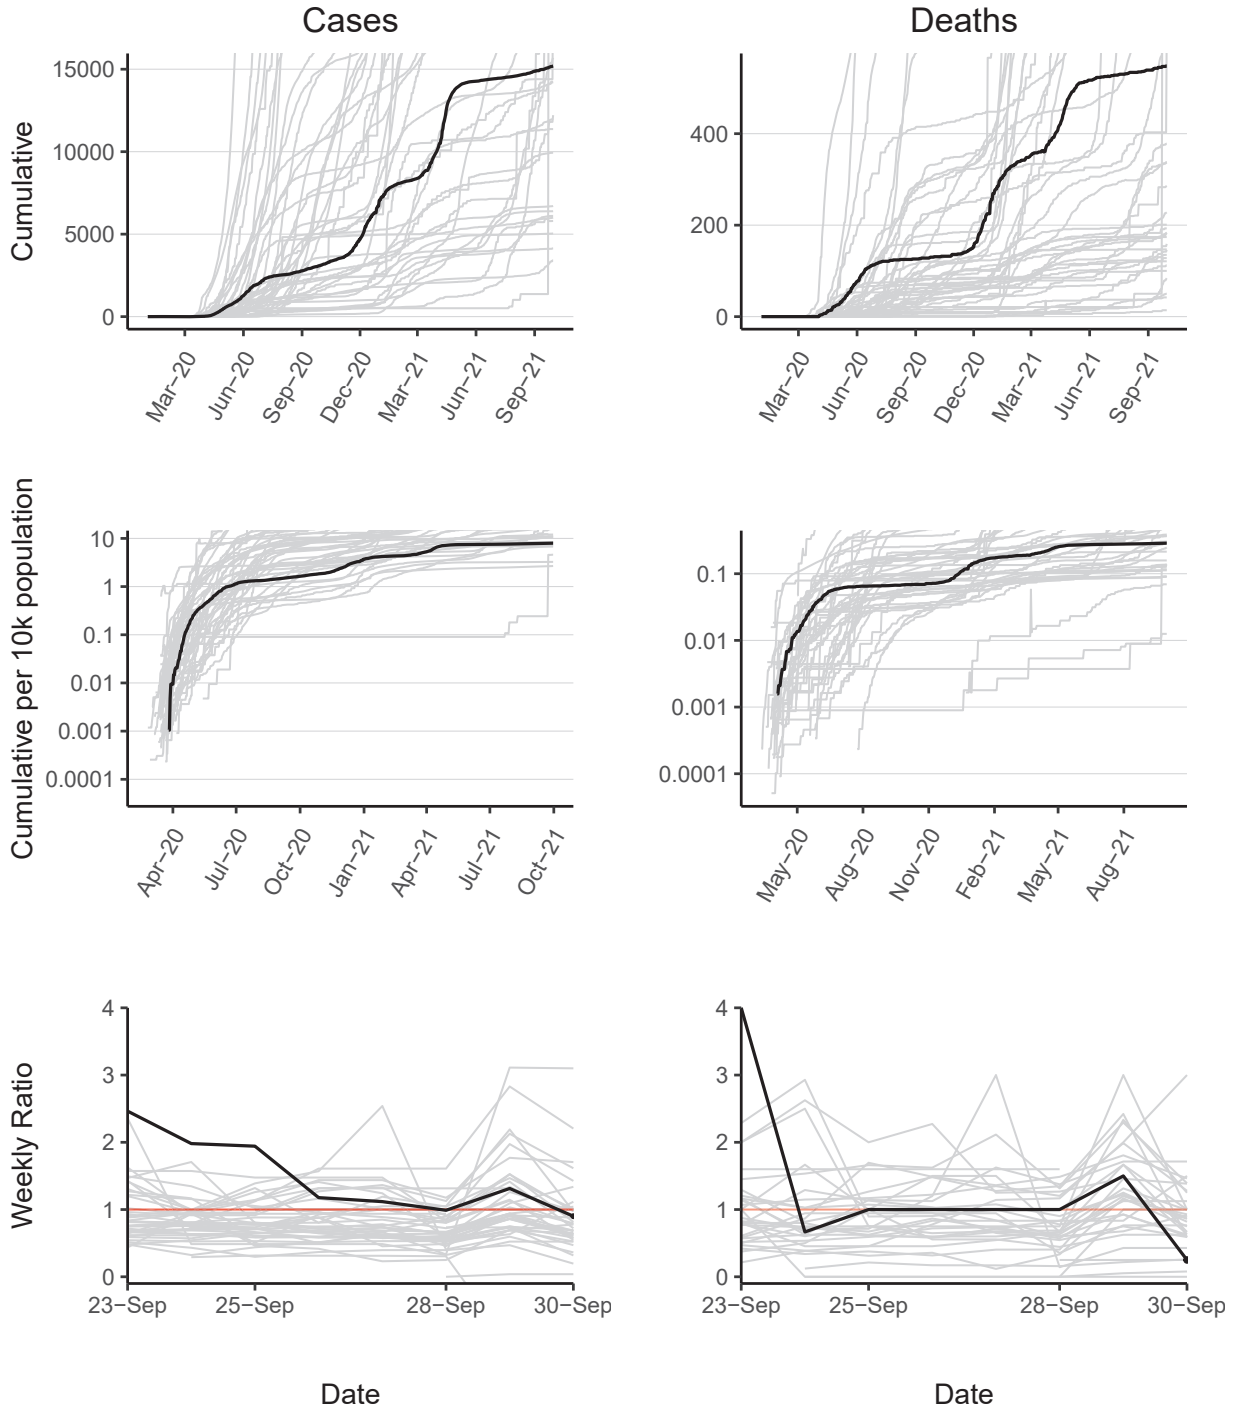 Cases
Deaths
Cumulative
15000
10000
5000
0
Mar−20
Jun−20
Sep−20
Dec−20
Mar−21
Jun−21
Sep−21
400
200
0
Mar−20
Jun−20
Sep−20
Dec−20
Mar−21
Jun−21
Sep−21
Cumulative per 10k population
10
1
0.1
0.01
0.001
0.0001
Apr−20
Jul−20
Oct−20
Jan−21
Apr−21
Jul−21
Oct−21
0.1
0.01
0.001
0.0001
May−20
Aug−20
Nov−20
Feb−21
May−21
Aug−21
Weekly Ratio
4
3
2
1
0
23−Sep
25−Sep
28−Sep
30−Sep
4
3
2
1
0
23−Sep
25−Sep
28−Sep
30−Sep
Date
Date